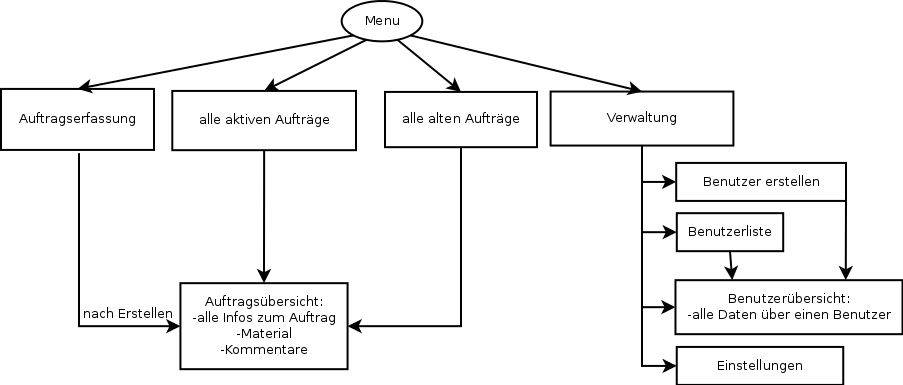 Menu
Auftragserfassung
alle aktiven Aufträge
alle alten Aufträge
Verwaltung
Benutzer erstellen
Benutzerliste
nach Erstellen
Auftragsübersicht:
-alle Infos zum Auftrag
-Material
-Kommentare
Benutzerübersicht:
-alle Daten über einen Benutzer
Einstellungen